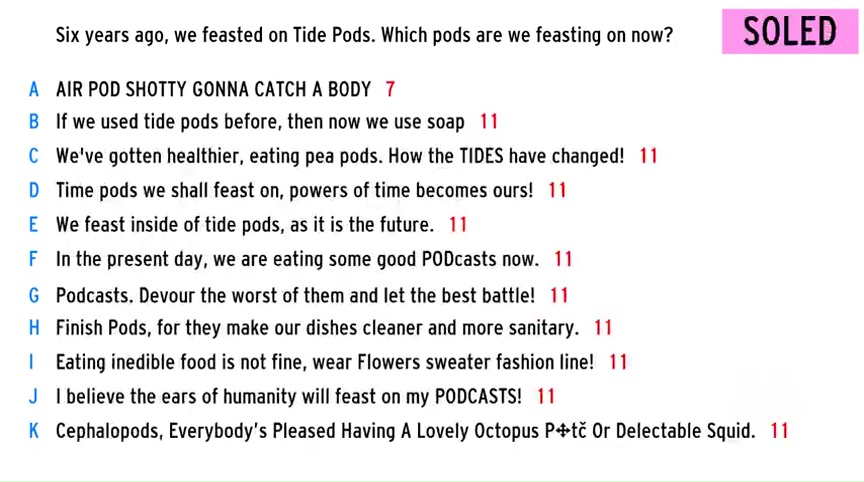 Six years ago, we feasted on Tide Pods. Which pods are we feasting on now?
SOLED
A AIR POD SHOTTY GONNA CATCH A BODY 7
B If we used tide pods before, then now we use soap 11
C We've gotten healthier, eating pea pods. How the TIDES have changed! 11
D Time pods we shall feast on, powers of time becomes ours! 11
E We feast inside of tide pods, as it is the future. 11
F In the present day, we are eating some good PODcasts now. 11
G Podcasts. Devour the worst of them and let the best battle! 11
H Finish Pods, for they make our dishes cleaner and more sanitary. 11
I Eating inedible food is not fine, wear Flowers sweater fashion line! 11
J I believe the ears of humanity will feast on my PODCASTS! 11
K Cephalopods, Everybody's Pleased Having A Lovely Octopus P✣tč Or Delectable Squid. 11